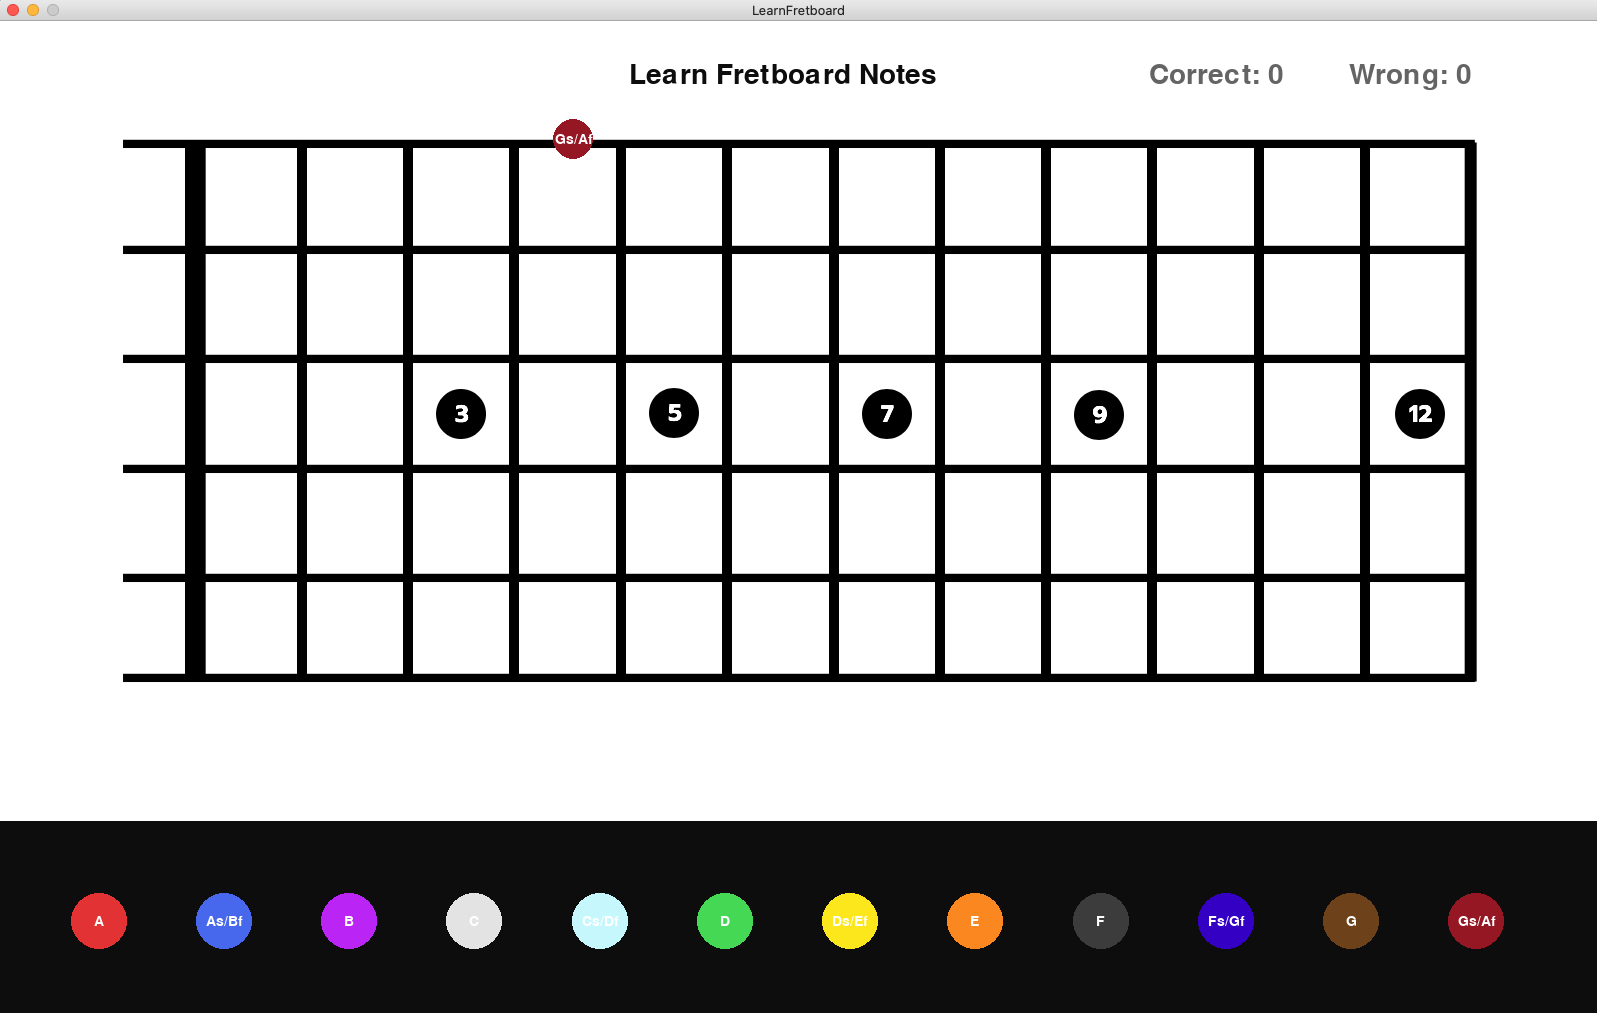 LearnFretboard
Learn Fretboard Notes
Correct: 0
Wrong: 0
Gs/Af
3
5
7
9
12
A
As/Bf
B
C
Cs/Df
D
Ds/Ef
E
F
Fs/Gf
G
Gs/Af